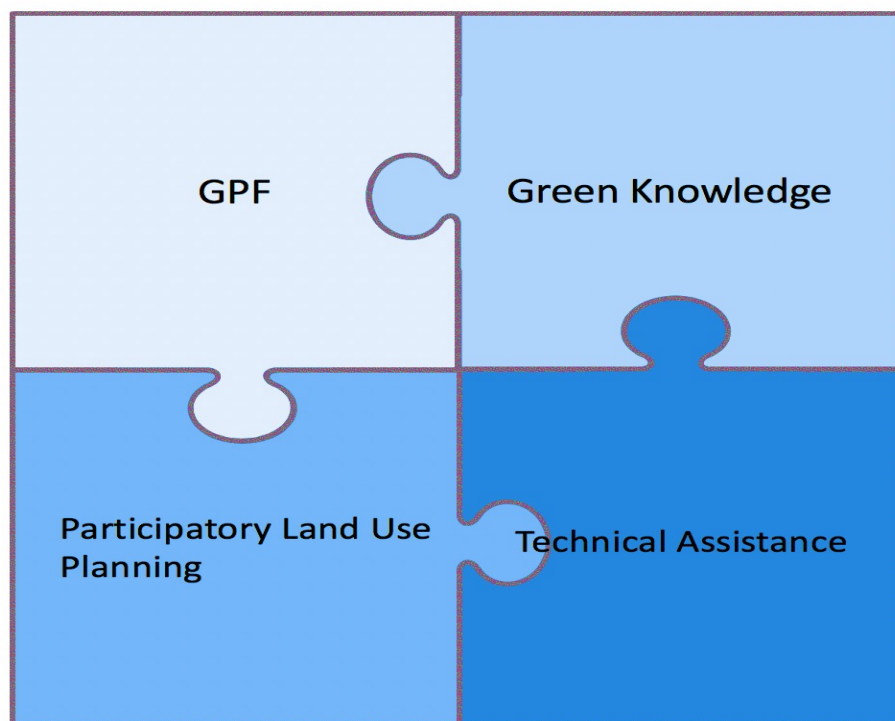 GPF
Green Knowledge
Participatory Land Use
Planning
Technical Assistance